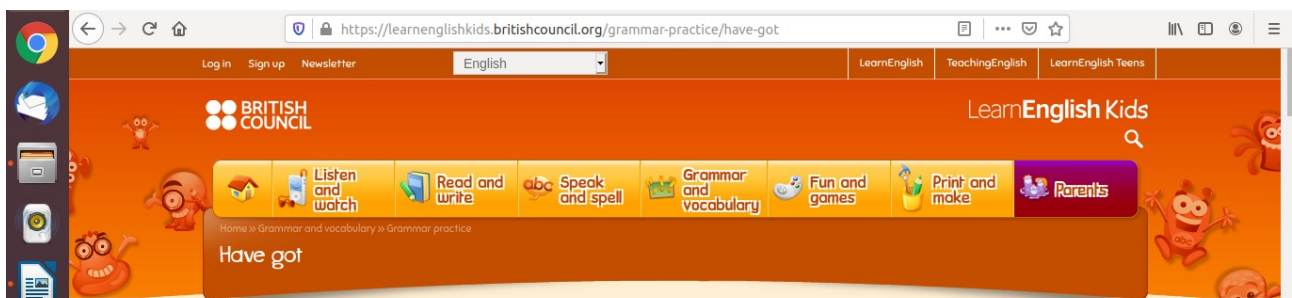 https://learnenglishkids.britishcouncil.org/grammar-practice/have-got
Log in Sign up Newsletter English LearnEnglish TeachingEnglish LearnEnglish Teens
BRITISH
COUNCIL
LearnEnglish Kids
Listen
and
watch
Read and
write
abc Speak
and spell
Grammar
and
vocabulary
Fun and
games
Print and
make
Parents
Home » Grammar and vocabulary » Grammar practice
Have got
abc